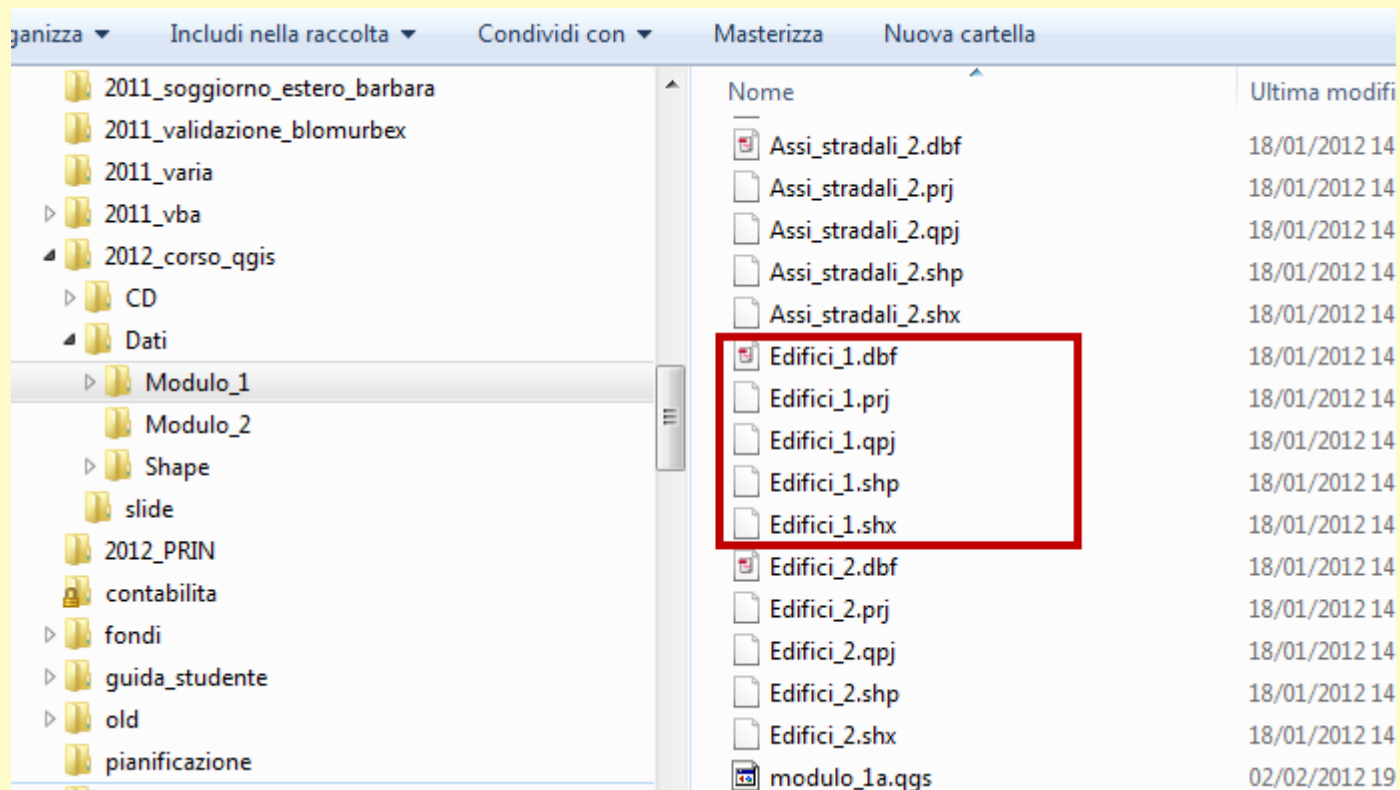 ganizza Includi nella raccolta Condividi con Masterizza Nuova cartella
2011_soggiorno_estero_barbara
2011_validazione_blomurbex
2011_varia
2011_vba
2012_corso_qgis
CD
Dati
Modulo_1
Modulo_2
Shape
slide
2012_PRIN
contabilita
fondi
guida_studente
old
pianificazione
Nome Ultima modifi
Assi_stradali_2.dbf 18/01/2012 14
Assi_stradali_2.prj 18/01/2012 14
Assi_stradali_2.qpj 18/01/2012 14
Assi_stradali_2.shp 18/01/2012 14
Assi_stradali_2.shx 18/01/2012 14
Edifici_1.dbf 18/01/2012 14
Edifici_1.prj 18/01/2012 14
Edifici_1.qpj 18/01/2012 14
Edifici_1.shp 18/01/2012 14
Edifici_1.shx 18/01/2012 14
Edifici_2.dbf 18/01/2012 14
Edifici_2.prj 18/01/2012 14
Edifici_2.qpj 18/01/2012 14
Edifici_2.shp 18/01/2012 14
Edifici_2.shx 18/01/2012 14
modulo_1a.qgs 02/02/2012 19